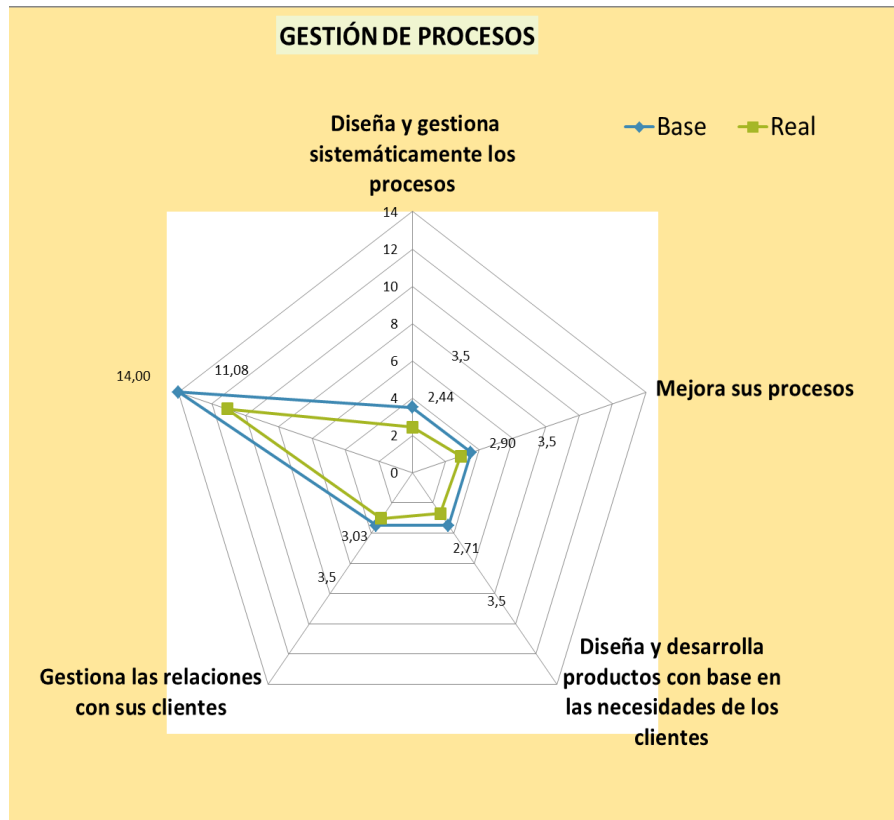 GESTIÓN DE PROCESOS
Base
Real
Diseña y gestiona
sistemáticamente los
procesos
14
12
10
8
6
4
2
0
3,5
2,44
14,00
11,08
Mejora sus procesos
2,90
3,5
3,03
3,5
2,71
3,5
Gestiona las relaciones
con sus clientes
Diseña y desarrolla
productos con base en
las necesidades de los
clientes